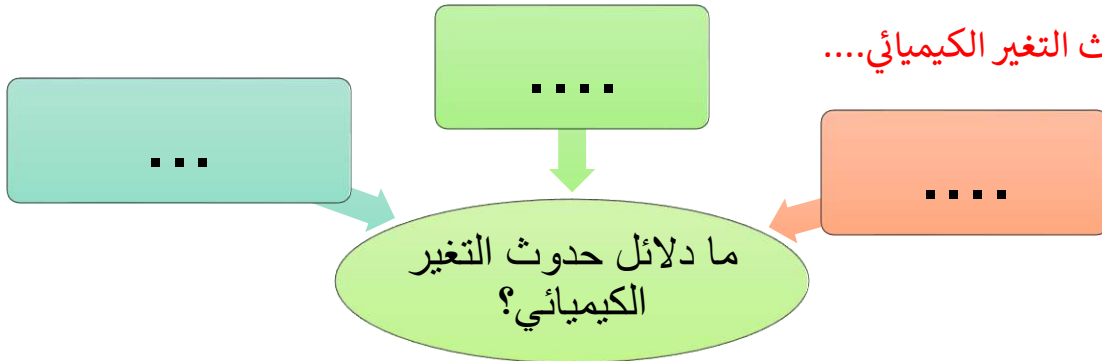 ث التغير الكيميائي....
....
....
...
ما دلائل حدوث التغير
الكيميائي؟